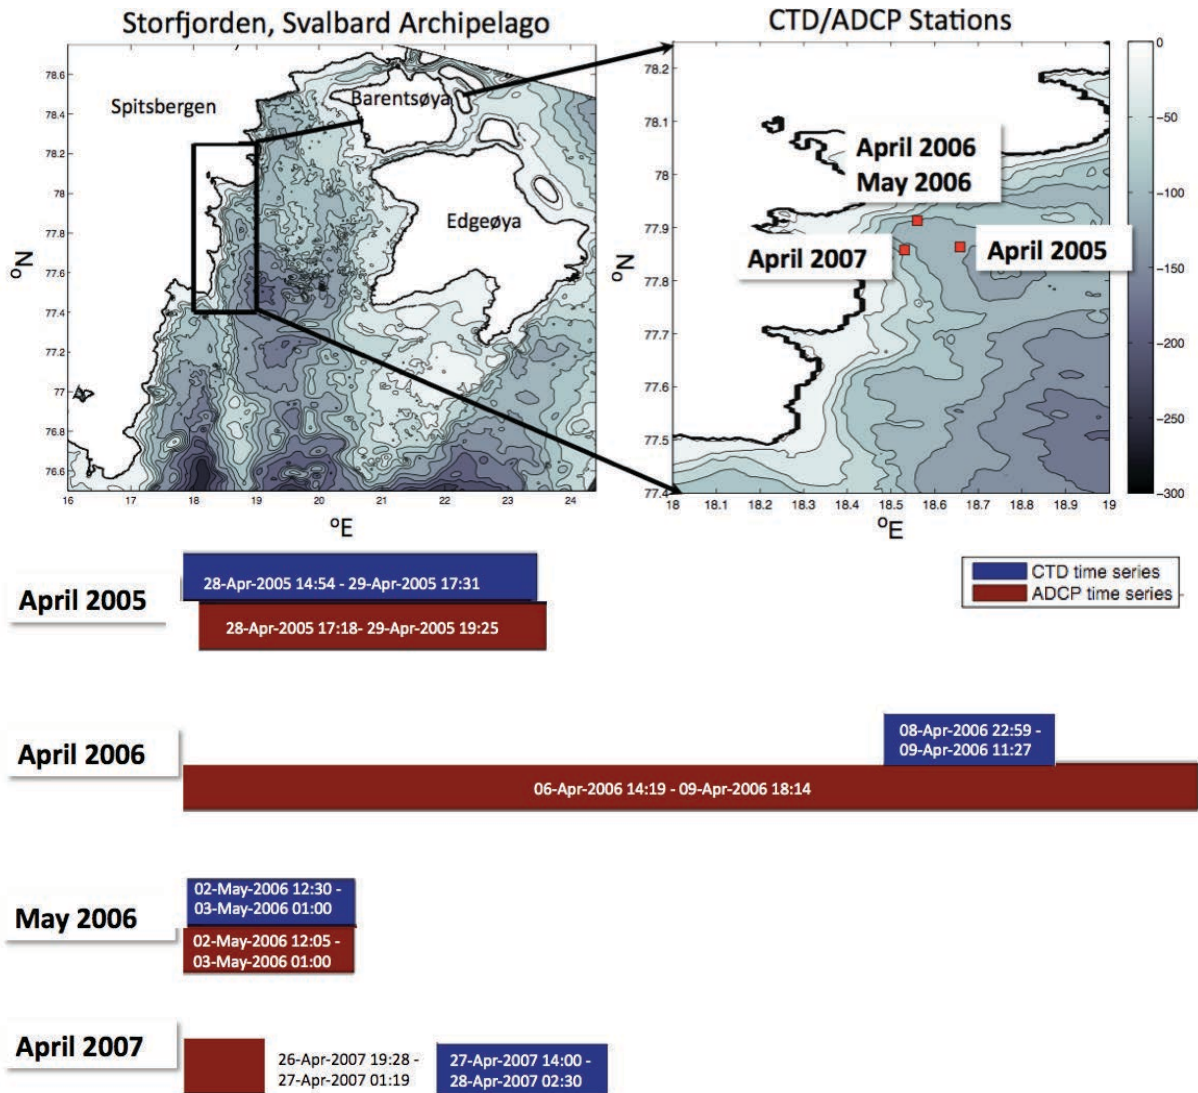 Storfjorden, Svalbard Archipelago
78.6
78.4
78.2
78
77.8
77.6
77.4
77.2
77
76.8
76.6
°N
Spitsbergen
Barentsøya
Edgeøya
16 17 18 19 20 21 22 23 24
°E
CTD/ADCP Stations
78.2
78.1
78
77.9
77.8
77.7
77.6
77.5
77.4
°N
April 2006
May 2006
April 2007
April 2005
18 18.1 18.2 18.3 18.4 18.5 18.6 18.7 18.8 18.9 19
°E
0
−50
−100
−150
−200
−250
−300
CTD time series
ADCP time series
April 2005
28-Apr-2005 14:54 - 29-Apr-2005 17:31
28-Apr-2005 17:18- 29-Apr-2005 19:25
April 2006
08-Apr-2006 22:59 -
09-Apr-2006 11:27
06-Apr-2006 14:19 - 09-Apr-2006 18:14
May 2006
02-May-2006 12:30 -
03-May-2006 01:00
02-May-2006 12:05 -
03-May-2006 01:00
April 2007
26-Apr-2007 19:28 -
27-Apr-2007 01:19
27-Apr-2007 14:00 -
28-Apr-2007 02:30